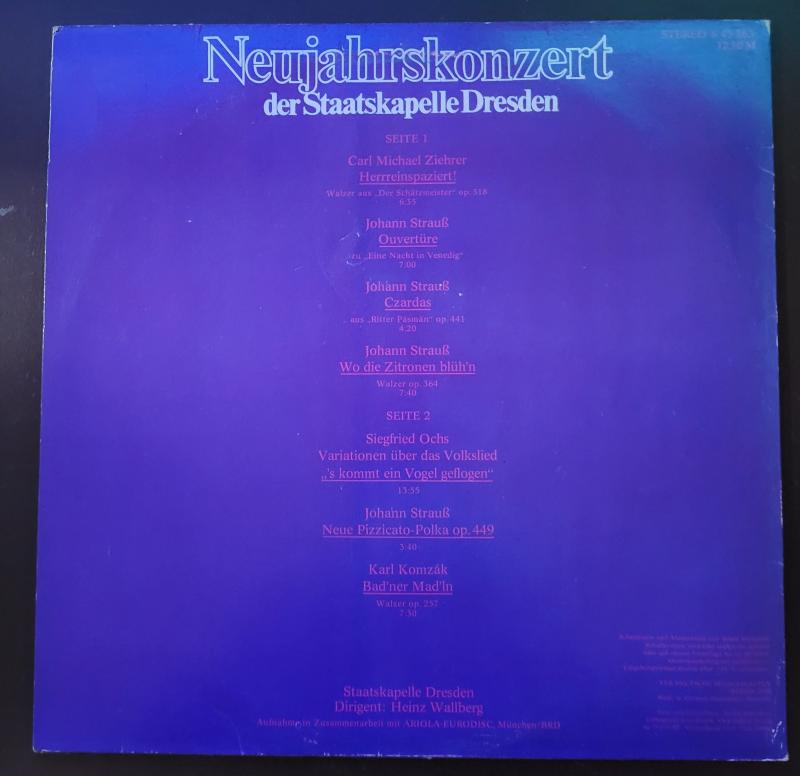 Neujahrskonzert
der Staatskapelle Dresden
STEREO
12,50 M
SEITE 1
Carl Michael Ziehrer
Herrreinspaziert!
Walzer aus „Der Schätzmeister“ op. 518
6:35
Johann Strauß
Ouvertüre
zu „Eine Nacht in Venedig“
7:00
Johann Strauß
Czardas
aus „Ritter Pásmán“ op. 441
4:20
Johann Strauß
Wo die Zitronen blüh'n
Walzer op. 364
7:40
SEITE 2
Siegfried Ochs
Variationen über das Volkslied
„'s kommt ein Vogel geflogen“
13:55
Johann Strauß
Neue Pizzicato-Polka op. 449
3:40
Karl Komzák
Bad'ner Mad'ln
Walzer op. 257
7:30
Staatskapelle Dresden
Dirigent: Heinz Wallberg
Aufnahme in Zusammenarbeit mit ARIOLA-EURODISC, München/BRD